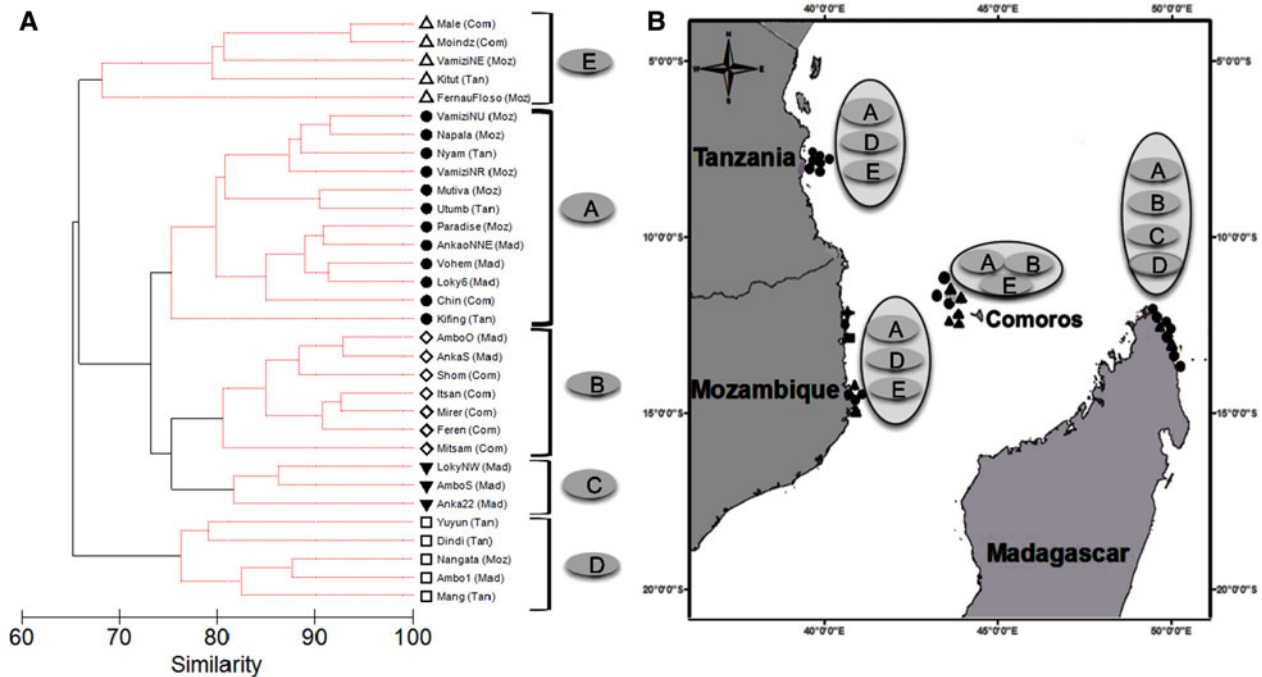 A
Male (Com)
Moindz (Com)
VamiziNE (Moz)
Kitut (Tan)
FernauFloso (Moz)
E
VamiziNU (Moz)
Napala (Moz)
Nyam (Tan)
VamiziNR (Moz)
Mutiva (Moz)
Utumb (Tan)
Paradise (Moz)
AnkaoNNE (Mad)
Vohem (Mad)
Loky6 (Mad)
Chin (Com)
Kifing (Tan)
A
AmboO (Mad)
AnkaS (Mad)
Shom (Com)
Itsan (Com)
Mirer (Com)
Feren (Com)
Mitsam (Com)
B
LokyNW (Mad)
AmboS (Mad)
Anka22 (Mad)
C
Yuyun (Tan)
Dindi (Tan)
Nangata (Moz)
Ambo1 (Mad)
Mang (Tan)
D
60 70 80 90 100
Similarity
B
40°0'0"E 45°0'0"E 50°0'0"E
5°0'0"S 5°0'0"S
N
W E
S
Tanzania
A
D
E
A
B
C
D
10°0'0"S 10°0'0"S
A B
E
Comoros
Mozambique
A
D
E
15°0'0"S 15°0'0"S
Madagascar
20°0'0"S 20°0'0"S
40°0'0"E 45°0'0"E 50°0'0"E